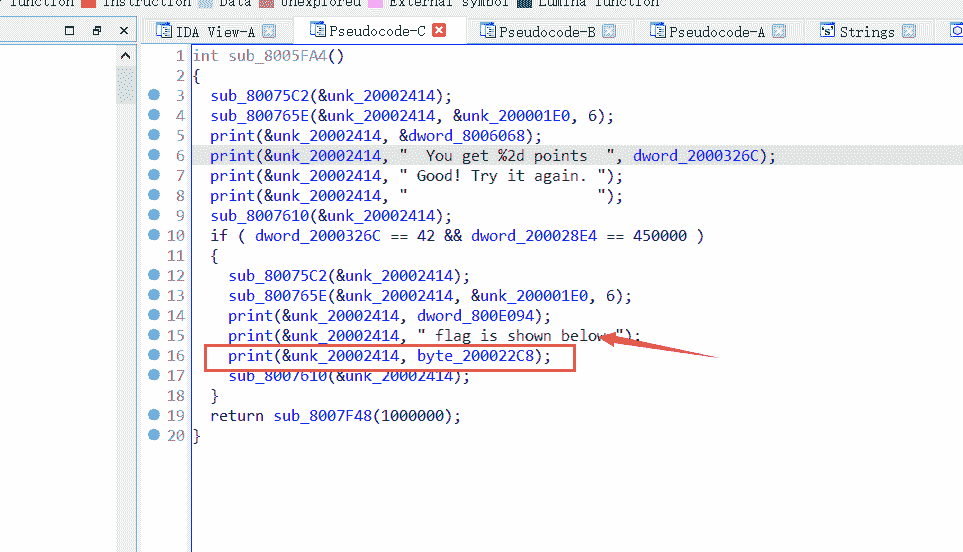 function Instruction Data Unexplored External symbol Lumina function
IDA View-A Pseudocode-C Pseudocode-B Pseudocode-A Strings
1 int sub_8005FA4()
2 {
3 sub_80075C2(&unk_20002414);
4 sub_800765E(&unk_20002414, &unk_200001E0, 6);
5 print(&unk_20002414, &dword_8006068);
6 print(&unk_20002414, "  You get %2d points  ", dword_2000326C);
7 print(&unk_20002414, " Good! Try it again. ");
8 print(&unk_20002414, "                     ");
9 sub_8007610(&unk_20002414);
10 if ( dword_2000326C == 42 && dword_200028E4 == 450000 )
11 {
12 sub_80075C2(&unk_20002414);
13 sub_800765E(&unk_20002414, &unk_200001E0, 6);
14 print(&unk_20002414, dword_800E094);
15 print(&unk_20002414, " flag is shown below ");
16 print(&unk_20002414, byte_200022C8);
17 sub_8007610(&unk_20002414);
18 }
19 return sub_8007F48(1000000);
20 }